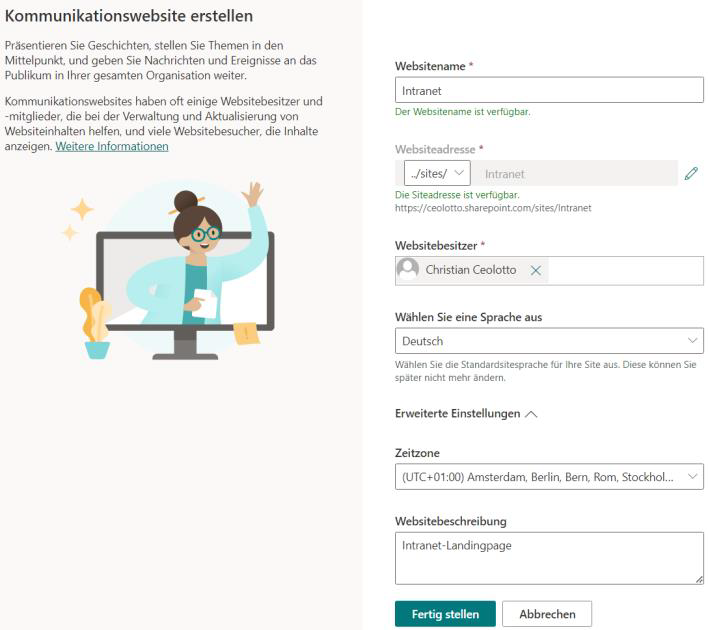 Kommunikationswebsite erstellen
Präsentieren Sie Geschichten, stellen Sie Themen in den
Mittelpunkt, und geben Sie Nachrichten und Ereignisse an das
Publikum in Ihrer gesamten Organisation weiter.
Kommunikationswebsites haben oft einige Websitebesitzer und
-mitglieder, die bei der Verwaltung und Aktualisierung von
Websiteinhalten helfen, und viele Websitebesucher, die Inhalte
anzeigen. Weitere Informationen
Websitename *
Intranet
Der Websitename ist verfügbar.
Websiteadresse *
../sites/ Intranet
Die Siteadresse ist verfügbar.
https://ceolotto.sharepoint.com/sites/Intranet
Websitebesitzer *
Christian Ceolotto
Wählen Sie eine Sprache aus
Deutsch
Wählen Sie die Standardsitesprache für Ihre Site aus. Diese können Sie
später nicht mehr ändern.
Erweiterte Einstellungen
Zeitzone
(UTC+01:00) Amsterdam, Berlin, Bern, Rom, Stockhol...
Websitebeschreibung
Intranet-Landingpage
Fertig stellen
Abbrechen